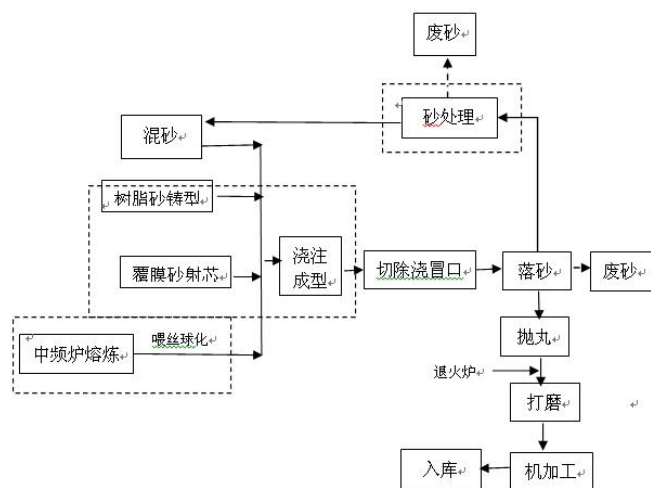 废砂
砂处理
混砂
树脂砂铸型
浇注
成型
覆膜砂射芯
切除浇冒口
落砂
废砂
喂丝球化
中频炉熔炼
抛丸
退火炉
打磨
入库
机加工